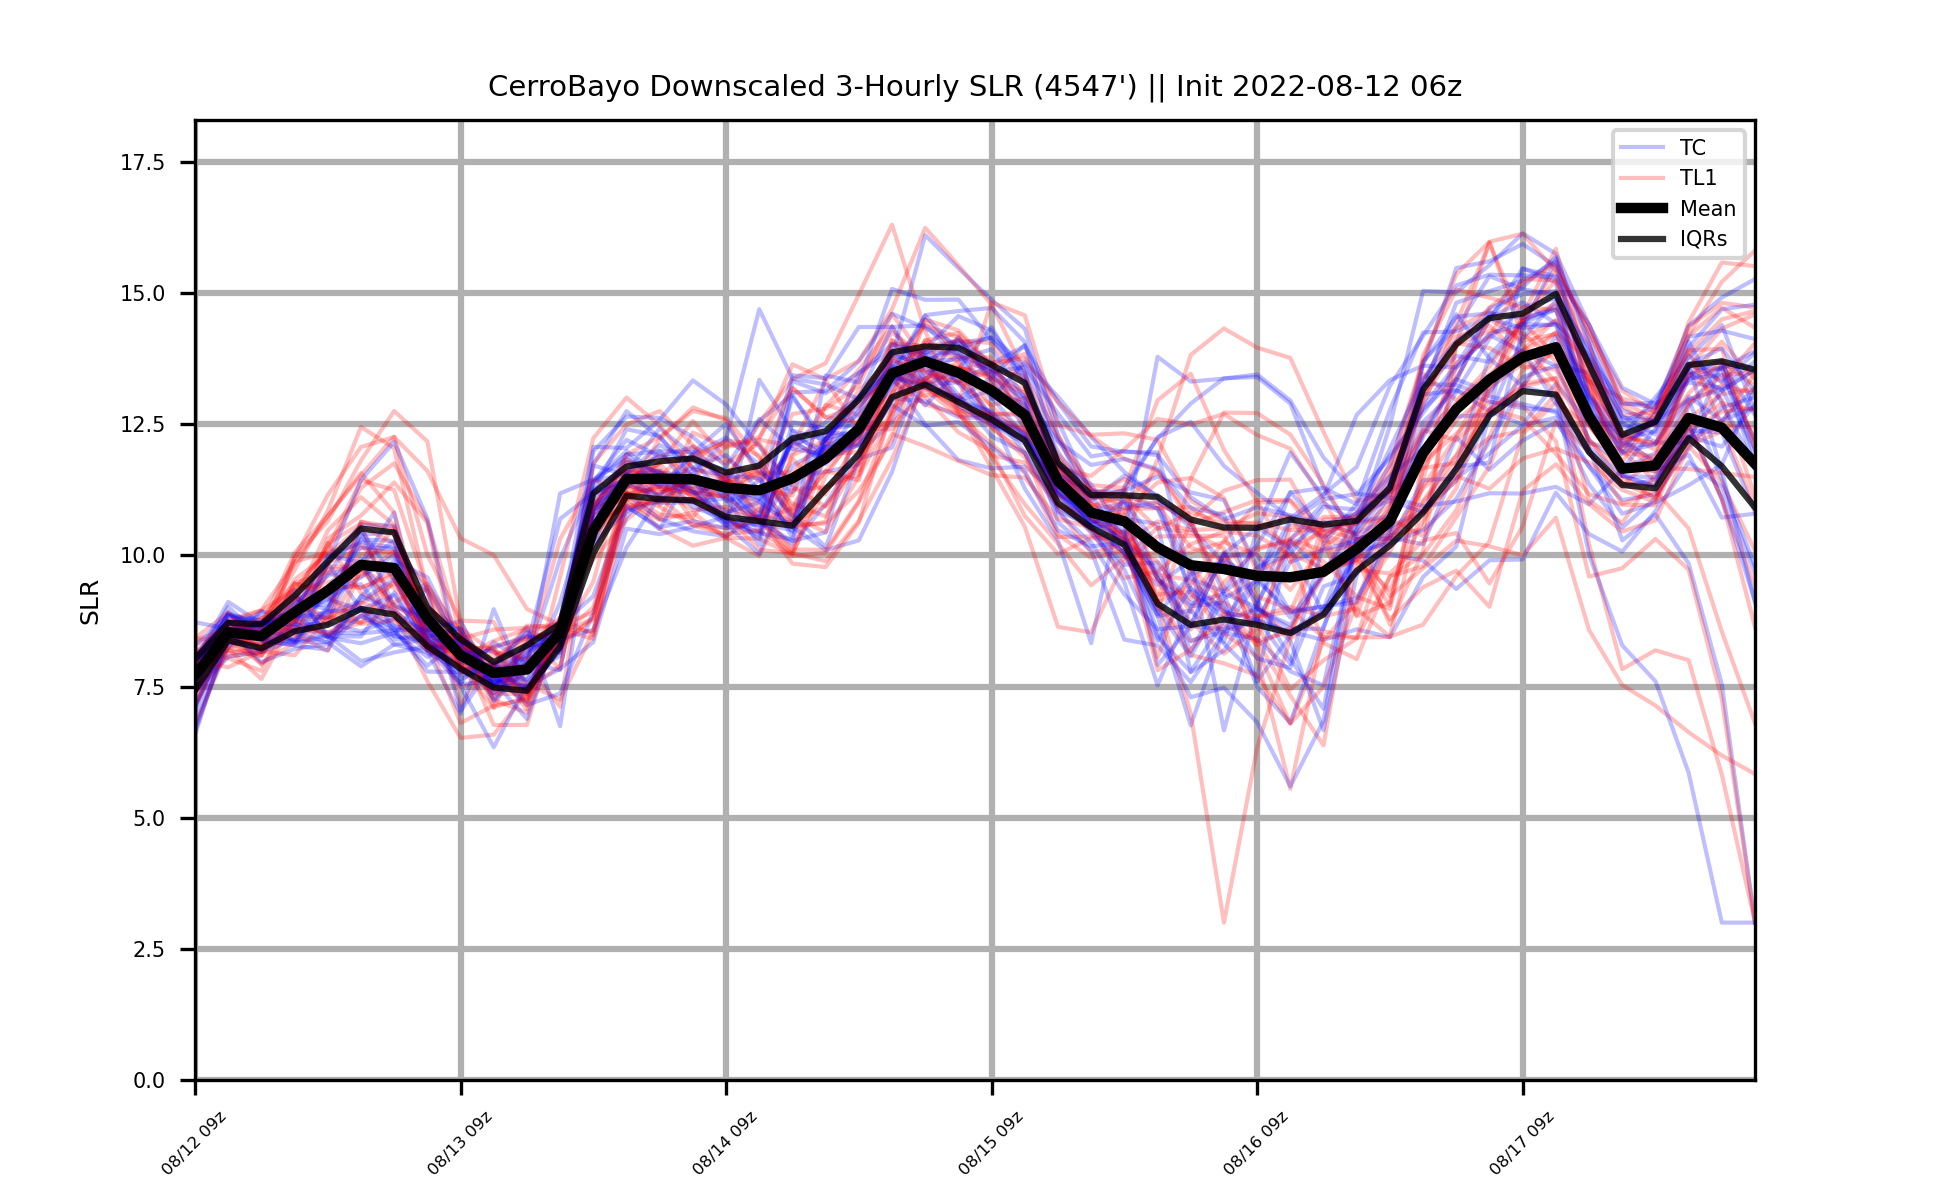 CerroBayo Downscaled 3-Hourly SLR (4547') || Init 2022-08-12 06z
TC
TL1
Mean
IQRs
SLR
17.5
15.0
12.5
10.0
7.5
5.0
2.5
0.0
08/12 09z
08/13 09z
08/14 09z
08/15 09z
08/16 09z
08/17 09z